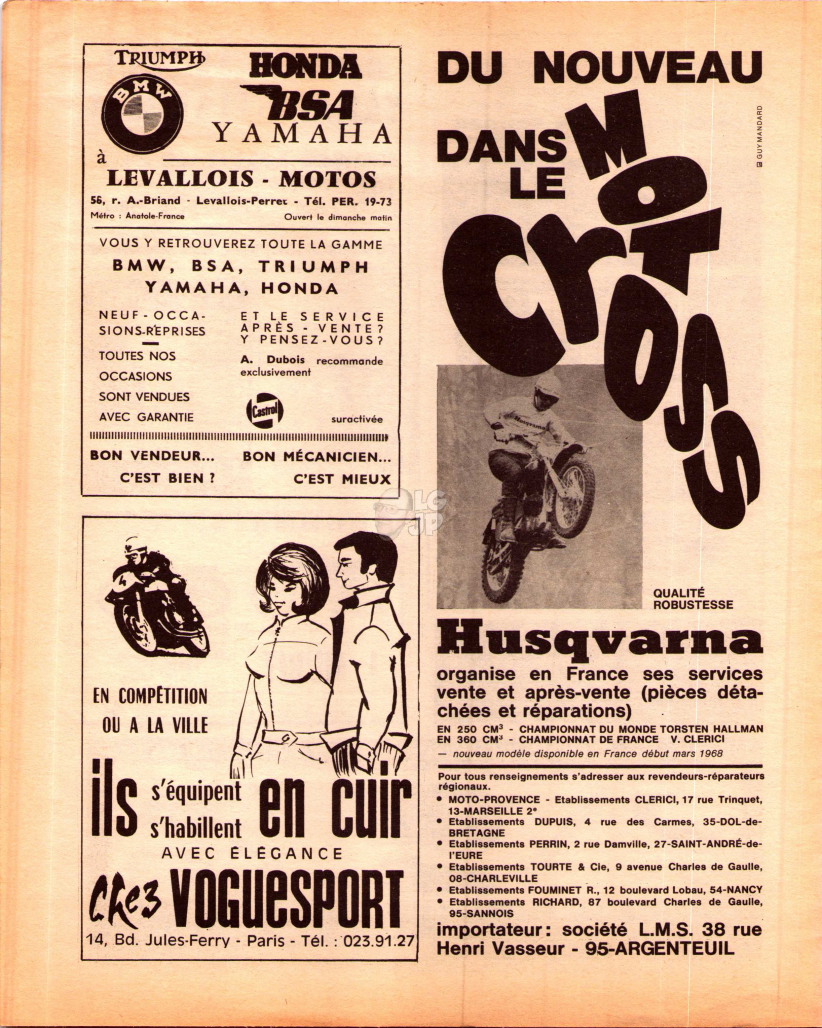 TRIUMPH
HONDA
BMW
BSA
YAMAHA
à
LEVALLOIS - MOTOS
56, r. A.-Briand - Levallois-Perret - Tél. PER. 19-73
Métro : Anatole-France
Ouvert le dimanche matin
VOUS Y RETROUVEREZ TOUTE LA GAMME
BMW, BSA, TRIUMPH
YAMAHA, HONDA
NEUF - OCCA-
SIONS-REPRISES
TOUTES NOS
OCCASIONS
SONT VENDUES
AVEC GARANTIE
ET LE SERVICE
APRÈS - VENTE ?
Y PENSEZ-VOUS ?
A. Dubois recommande
exclusivement
Castrol
suractivée
BON VENDEUR...
C'EST BIEN ?
BON MÉCANICIEN...
C'EST MIEUX
4
EN COMPÉTITION
OU A LA VILLE
ils s'équipent en cuir
s'habillent
AVEC ÉLÉGANCE
chez VOGUESPORT
14, Bd. Jules-Ferry - Paris - Tél. : 023.91.27
DU NOUVEAU
DANS
LE
MOTO
CROSS
GUY MANDARD
QUALITÉ
ROBUSTESSE
Husqvarna
organise en France ses services
vente et après-vente (pièces déta-
chées et réparations)
EN 250 CM³ - CHAMPIONNAT DU MONDE TORSTEN HALLMAN
EN 360 CM³ - CHAMPIONNAT DE FRANCE V. CLERICI
— nouveau modèle disponible en France début mars 1968
Pour tous renseignements s'adresser aux revendeurs-réparateurs
régionaux.
• MOTO-PROVENCE - Etablissements CLERICI, 17 rue Trinquet,
13-MARSEILLE 2e
• Etablissements DUPUIS, 4 rue des Carmes, 35-DOL-de-
BRETAGNE
• Etablissements PERRIN, 2 rue Damville, 27-SAINT-ANDRÉ-de-
l'EURE
• Etablissements TOURTE & Cie, 9 avenue Charles de Gaulle,
08-CHARLEVILLE
• Etablissements FOUMINET R., 12 boulevard Lobau, 54-NANCY
• Etablissements RICHARD, 87 boulevard Charles de Gaulle,
95-SANNOIS
importateur : société L.M.S. 38 rue
Henri Vasseur - 95-ARGENTEUIL
LG
JP